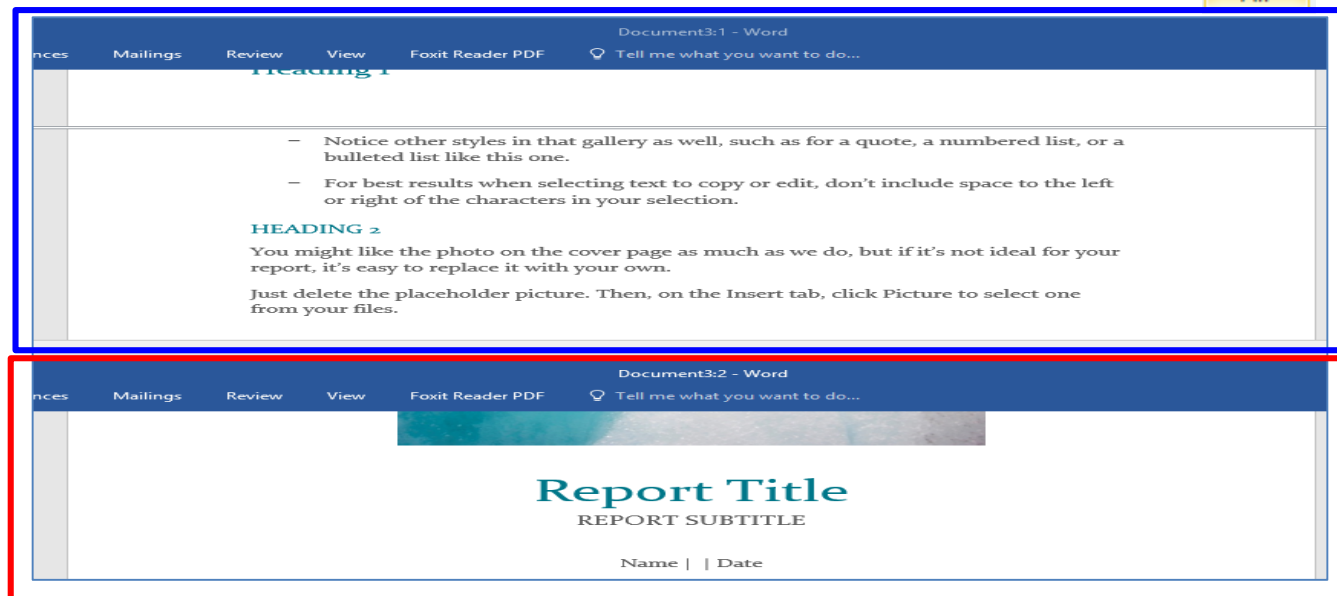 Document3:1 - Word
nces Mailings Review View Foxit Reader PDF Tell me what you want to do...
Heading 1
– Notice other styles in that gallery as well, such as for a quote, a numbered list, or a
bulleted list like this one.
– For best results when selecting text to copy or edit, don't include space to the left
or right of the characters in your selection.
HEADING 2
You might like the photo on the cover page as much as we do, but if it's not ideal for your
report, it's easy to replace it with your own.
Just delete the placeholder picture. Then, on the Insert tab, click Picture to select one
from your files.
Document3:2 - Word
nces Mailings Review View Foxit Reader PDF Tell me what you want to do...
Report Title
REPORT SUBTITLE
Name | | Date